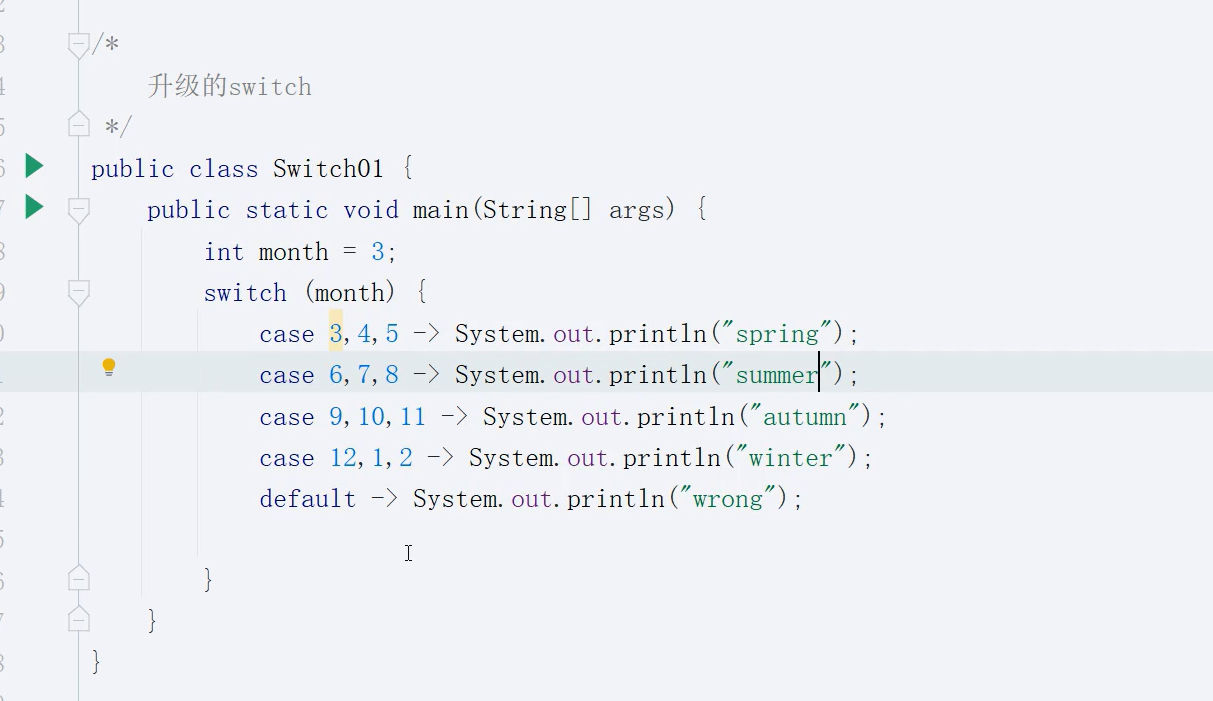 /*
升级的switch
*/
public class Switch01 {
public static void main(String[] args) {
int month = 3;
switch (month) {
case 3,4,5 -> System.out.println("spring");
case 6,7,8 -> System.out.println("summer");
case 9,10,11 -> System.out.println("autumn");
case 12,1,2 -> System.out.println("winter");
default -> System.out.println("wrong");
}
}
}